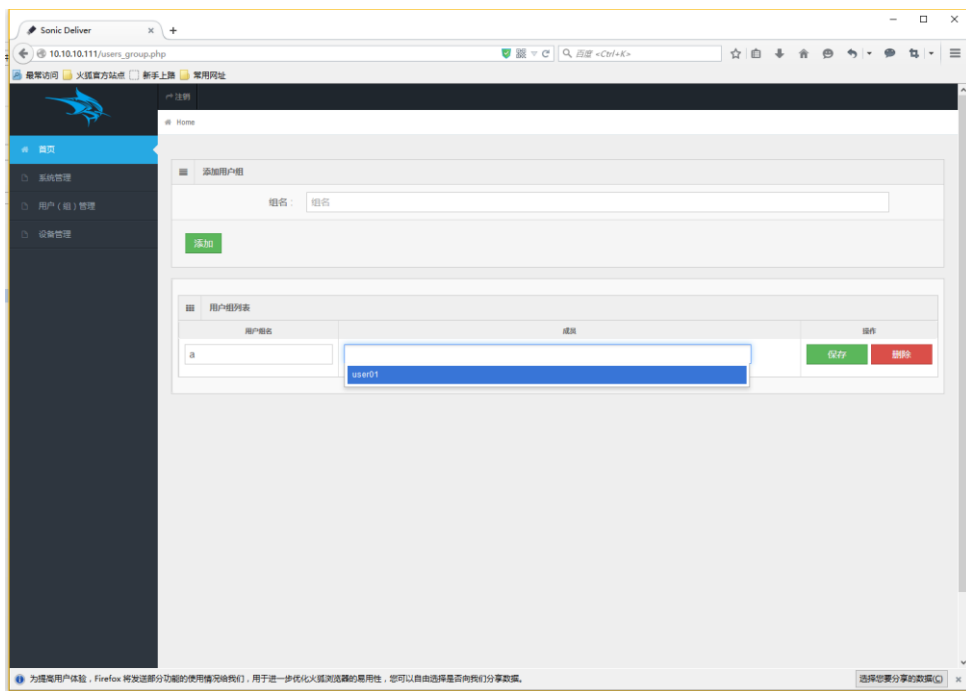 Sonic Deliver
10.10.10.111/users_group.php
百度 <Ctrl+K>
最常访问 火狐官方站点 新手上路 常用网址
注销
Home
首页
系统管理
用户（组）管理
设备管理
添加用户组
组名：
组名
添加
用户组列表
用户组名 成员 操作
a 保存 删除
user01
为提高用户体验，Firefox 将发送部分功能的使用情况给我们，用于进一步优化火狐浏览器的易用性，您可以自由选择是否向我们分享数据。 选择您要分享的数据(C)